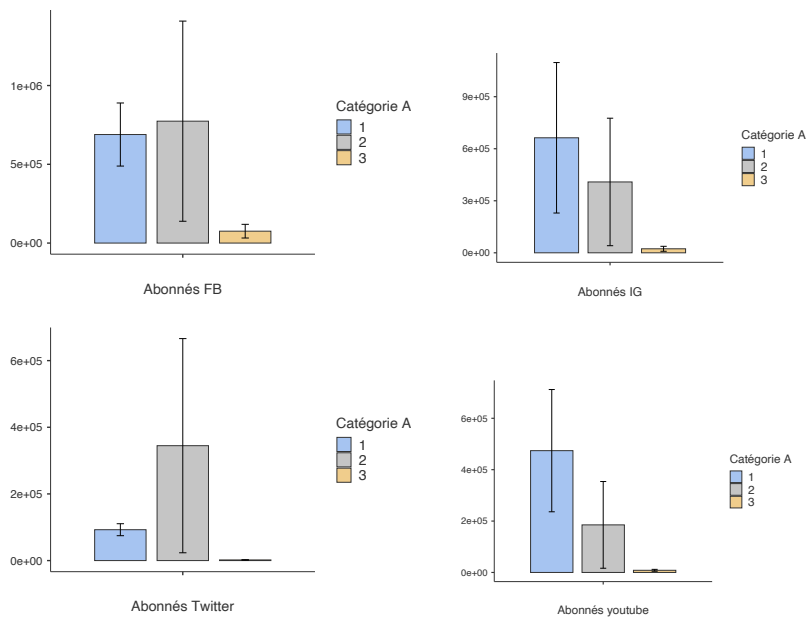 1e+06
5e+05
0e+00
Catégorie A
1
2
3
Abonnés FB
9e+05
6e+05
3e+05
0e+00
Catégorie A
1
2
3
Abonnés IG
6e+05
4e+05
2e+05
0e+00
Catégorie A
1
2
3
Abonnés Twitter
6e+05
4e+05
2e+05
0e+00
Catégorie A
1
2
3
Abonnés youtube